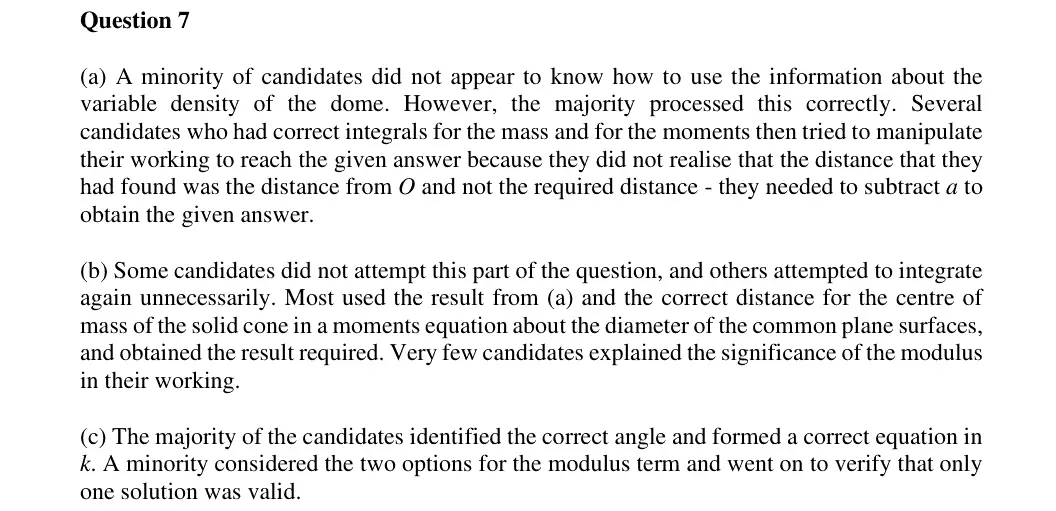 Question 7
(a) A minority of candidates did not appear to know how to use the information about the
variable density of the dome. However, the majority processed this correctly. Several
candidates who had correct integrals for the mass and for the moments then tried to manipulate
their working to reach the given answer because they did not realise that the distance that they
had found was the distance from O and not the required distance - they needed to subtract a to
obtain the given answer.
(b) Some candidates did not attempt this part of the question, and others attempted to integrate
again unnecessarily. Most used the result from (a) and the correct distance for the centre of
mass of the solid cone in a moments equation about the diameter of the common plane surfaces,
and obtained the result required. Very few candidates explained the significance of the modulus
in their working.
(c) The majority of the candidates identified the correct angle and formed a correct equation in
k. A minority considered the two options for the modulus term and went on to verify that only
one solution was valid.